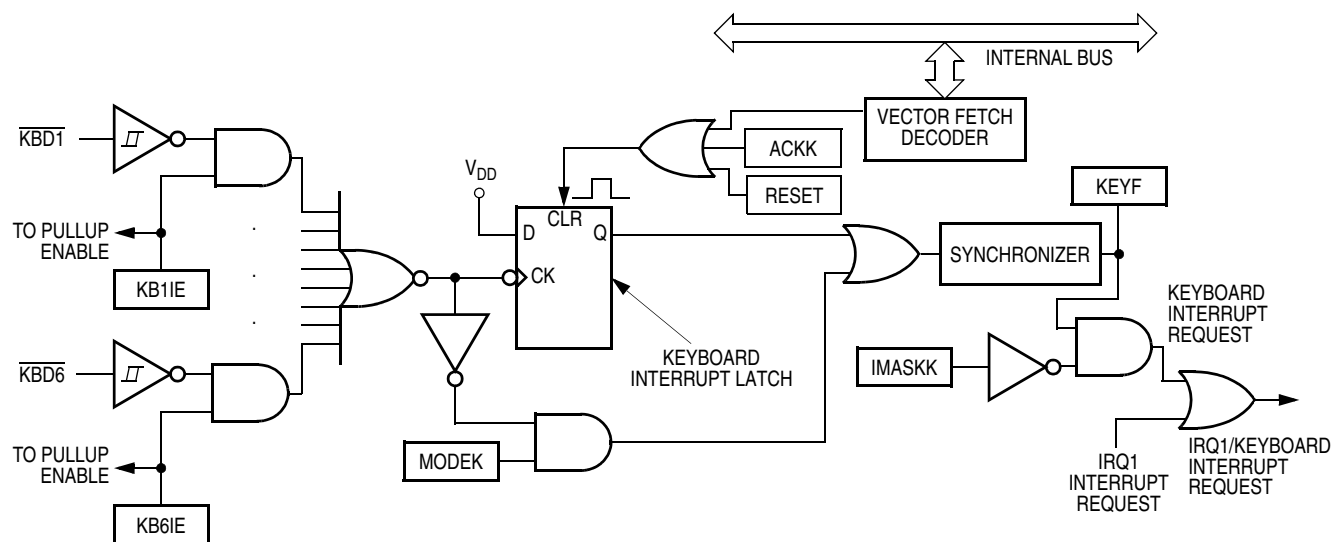 INTERNAL BUS
VECTOR FETCH
DECODER
KBD1
ACKK
VDD
RESET
KEYF
CLR
D
Q
SYNCHRONIZER
TO PULLUP
ENABLE
CK
KB1IE
KEYBOARD
INTERRUPT
REQUEST
KEYBOARD
INTERRUPT LATCH
KBD6
IMASKK
TO PULLUP
ENABLE
MODEK
IRQ1
INTERRUPT
REQUEST
IRQ1/KEYBOARD
INTERRUPT
REQUEST
KB6IE